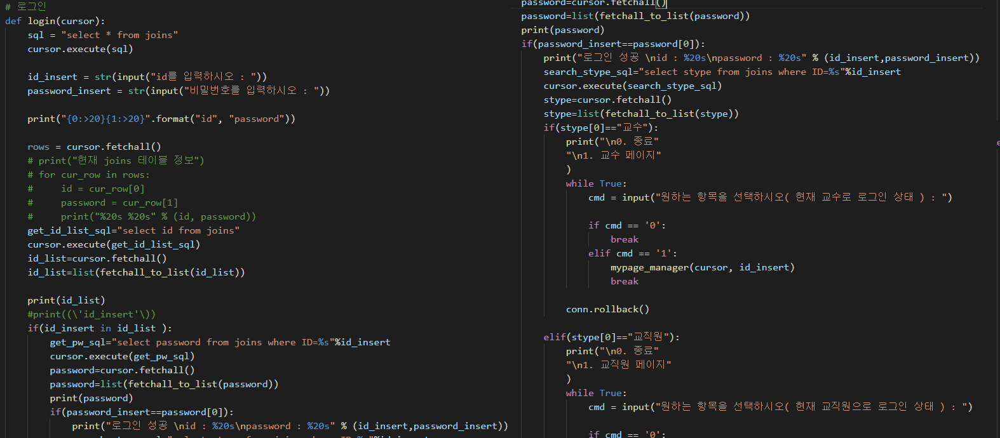 # 로그인
def login(cursor):
    sql = "select * from joins"
    cursor.execute(sql)

    id_insert = str(input("id를 입력하시오 : "))
    password_insert = str(input("비밀번호를 입력하시오 : "))

    print("{0:>20}{1:>20}".format("id", "password"))

    rows = cursor.fetchall()
    # print("현재 joins 테이블 정보")
    # for cur_row in rows:
    #     id = cur_row[0]
    #     password = cur_row[1]
    #     print("%20s %20s" % (id, password))
    get_id_list_sql="select id from joins"
    cursor.execute(get_id_list_sql)
    id_list=cursor.fetchall()
    id_list=list(fetchall_to_list(id_list))

    print(id_list)
    #print((\'id_insert'\))
    if(id_insert in id_list ):
        get_pw_sql="select password from joins where ID=%s"%id_insert
        cursor.execute(get_pw_sql)
        password=cursor.fetchall()
        password=list(fetchall_to_list(password))
        print(password)
        if(password_insert==password[0]):
            print("로그인 성공 \nid : %20s\npassword : %20s" % (id_insert,password_insert))
password=cursor.fetchall()
password=list(fetchall_to_list(password))
print(password)
if(password_insert==password[0]):
    print("로그인 성공 \nid : %20s\npassword : %20s" % (id_insert,password_insert))
    search_stype_sql="select stype from joins where ID=%s"%id_insert
    cursor.execute(search_stype_sql)
    stype=cursor.fetchall()
    stype=list(fetchall_to_list(stype))
    if(stype[0]=="교수"):
        print("\n0. 종료"
        "\n1. 교수 페이지"
        )
        while True:
            cmd = input("원하는 항목을 선택하시오( 현재 교수로 로그인 상태 ) : ")

            if cmd == '0':
                break
            elif cmd == '1':
                mypage_manager(cursor, id_insert)
                break

        conn.rollback()

    elif(stype[0]=="교직원"):
        print("\n0. 종료"
        "\n1. 교직원 페이지"
        )
        while True:
            cmd = input("원하는 항목을 선택하시오( 현재 교직원으로 로그인 상태 ) : ")

            if cmd == '0':